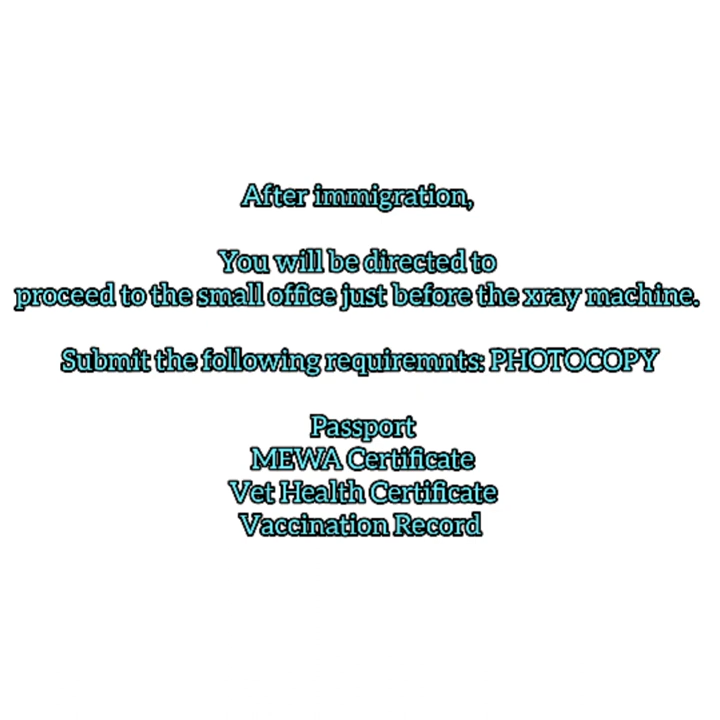 After immigration,
You will be directed to
proceed to the small office just before the xray machine.
Submit the following requiremnts: PHOTOCOPY
Passport
MEWA Certificate
Vet Health Certificate
Vaccination Record